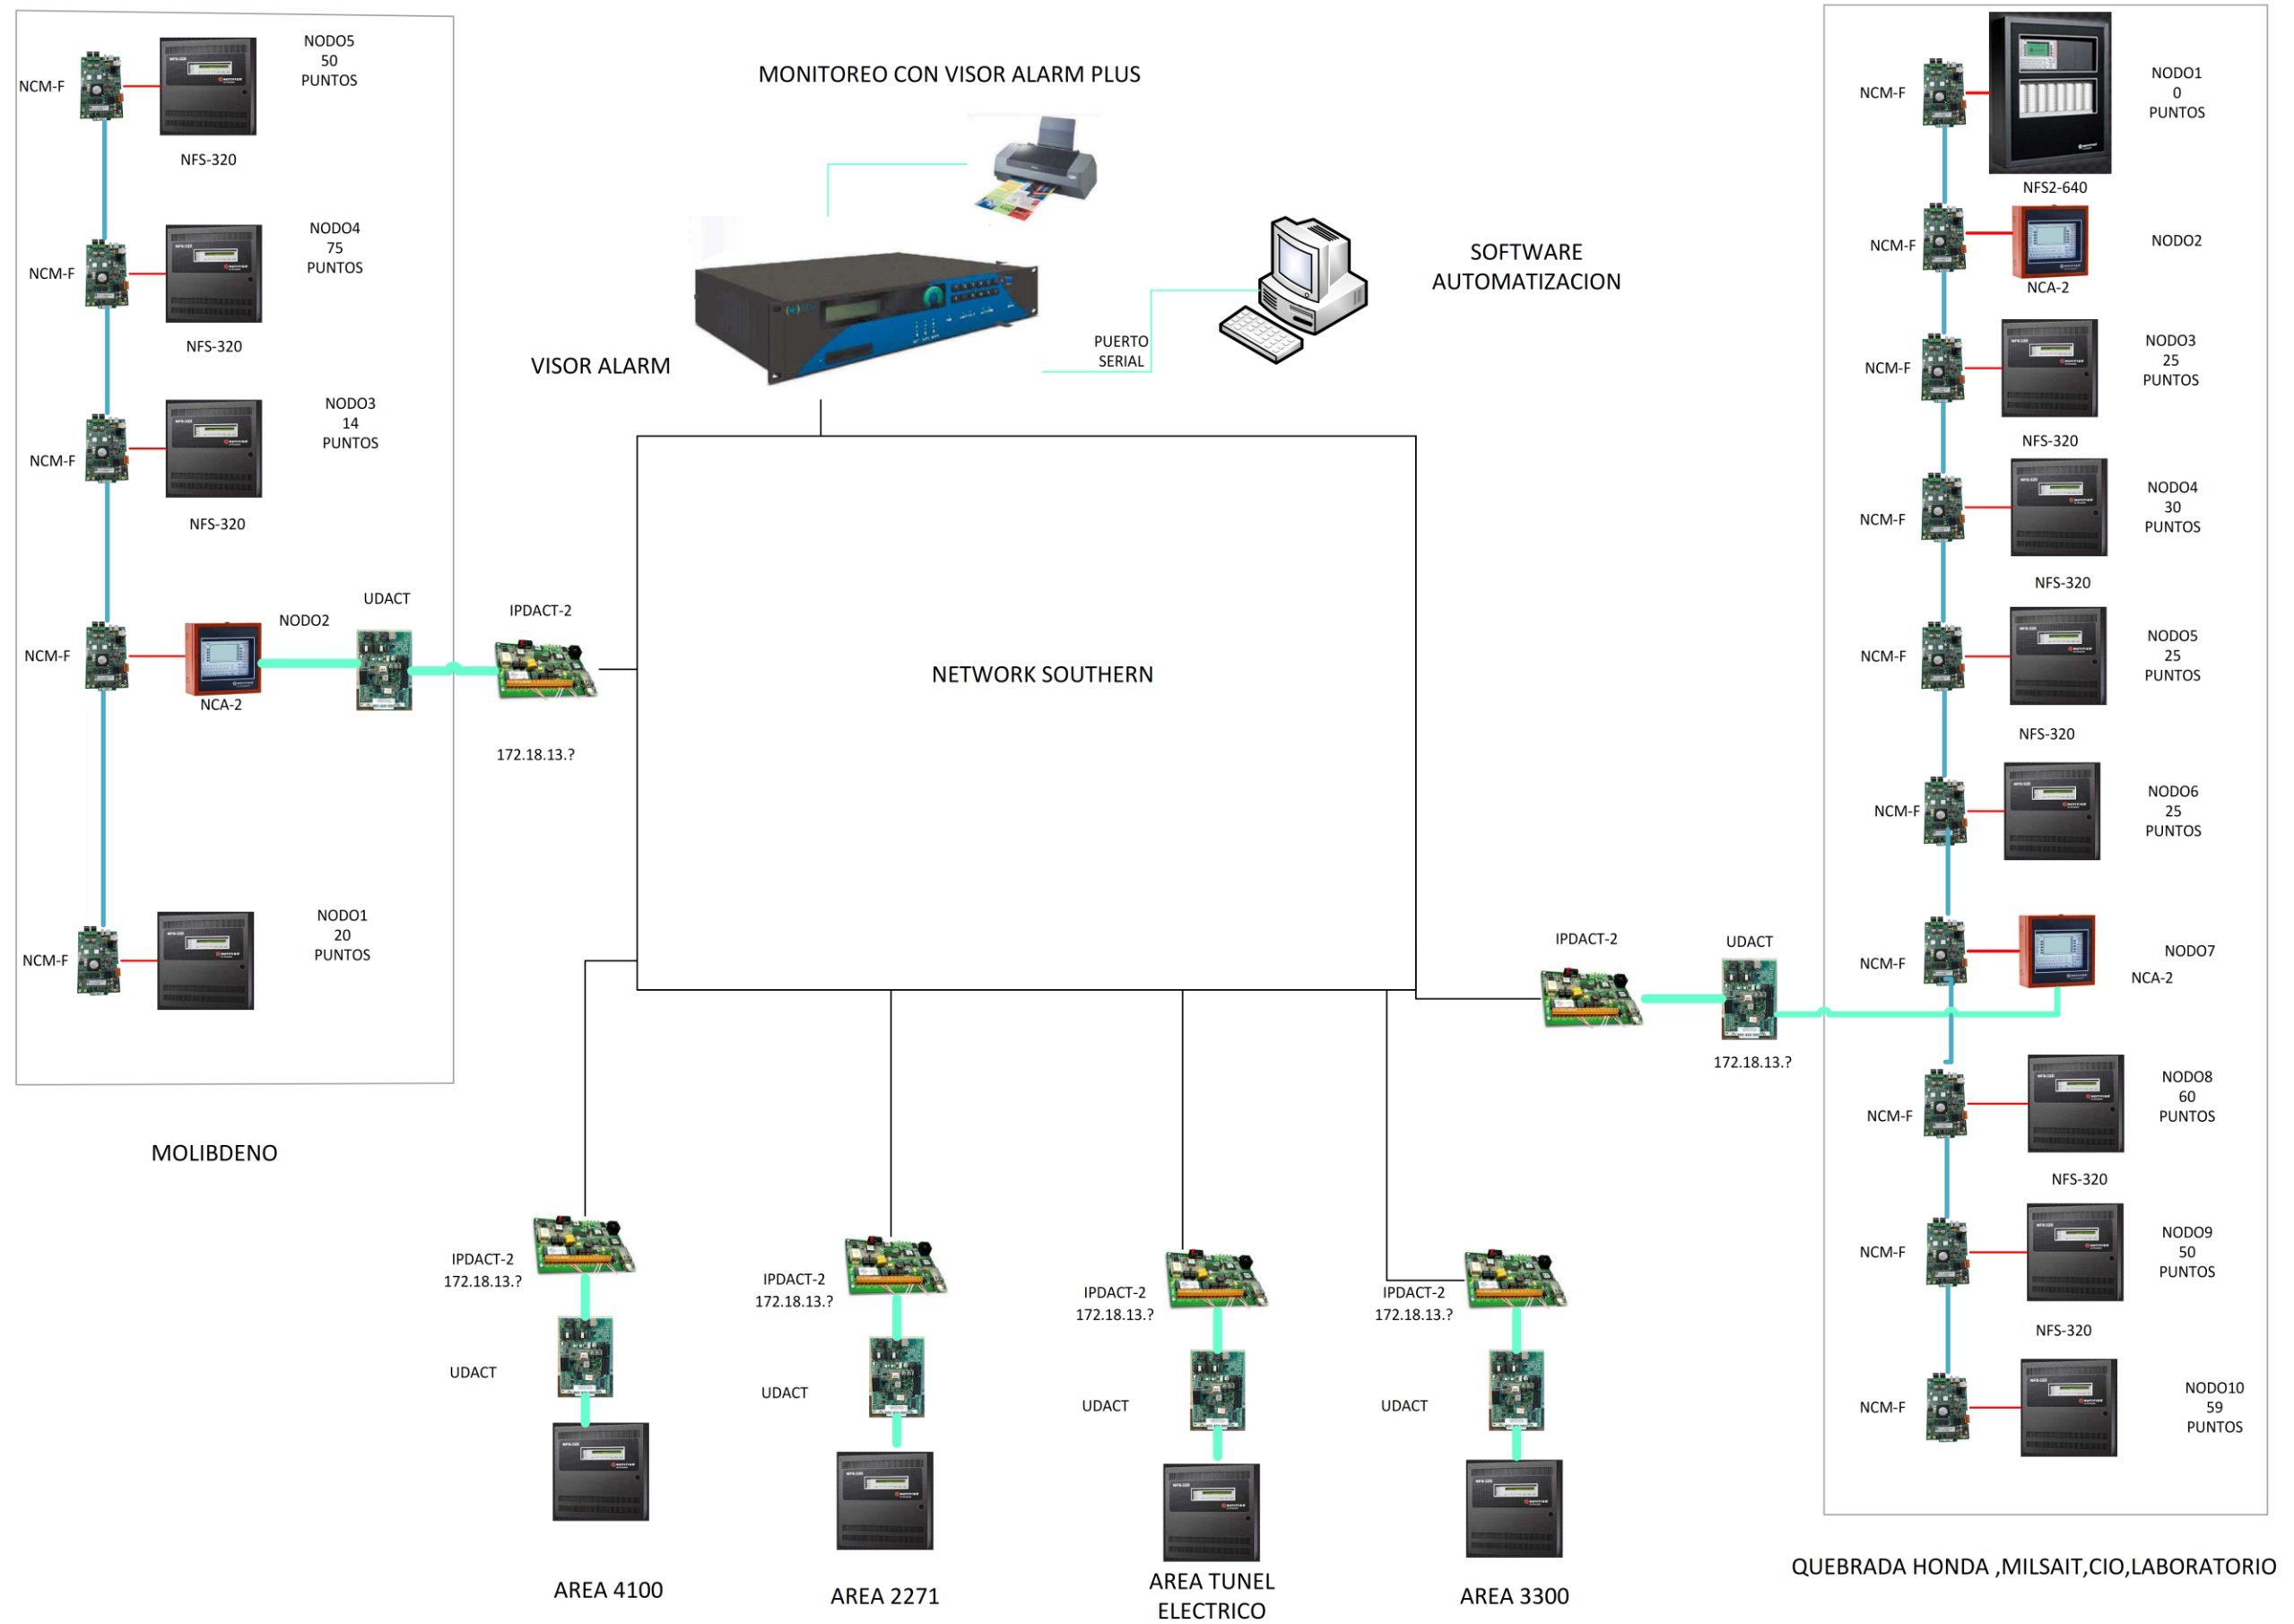 NODO5
50
PUNTOS
NCM-F
NFS-320
NODO4
75
PUNTOS
NCM-F
NFS-320
NODO3
14
PUNTOS
NCM-F
NFS-320
NODO2
UDACT
IPDACT-2
NCM-F
NCA-2
172.18.13.?
NODO1
20
PUNTOS
NCM-F
MOLIBDENO
MONITOREO CON VISOR ALARM PLUS
SOFTWARE
AUTOMATIZACION
PUERTO
SERIAL
VISOR ALARM
NETWORK SOUTHERN
IPDACT-2
172.18.13.?
UDACT
AREA 4100
IPDACT-2
172.18.13.?
UDACT
AREA 2271
IPDACT-2
172.18.13.?
UDACT
AREA TUNEL
ELECTRICO
IPDACT-2
172.18.13.?
UDACT
AREA 3300
IPDACT-2
UDACT
172.18.13.?
NODO1
0
PUNTOS
NCM-F
NFS2-640
NCM-F
NODO2
NCA-2
NODO3
25
PUNTOS
NCM-F
NFS-320
NODO4
30
PUNTOS
NCM-F
NFS-320
NODO5
25
PUNTOS
NCM-F
NFS-320
NODO6
25
PUNTOS
NCM-F
NODO7
NCM-F
NCA-2
NODO8
60
PUNTOS
NCM-F
NFS-320
NODO9
50
PUNTOS
NCM-F
NFS-320
NODO10
59
PUNTOS
NCM-F
QUEBRADA HONDA ,MILSAIT,CIO,LABORATORIO